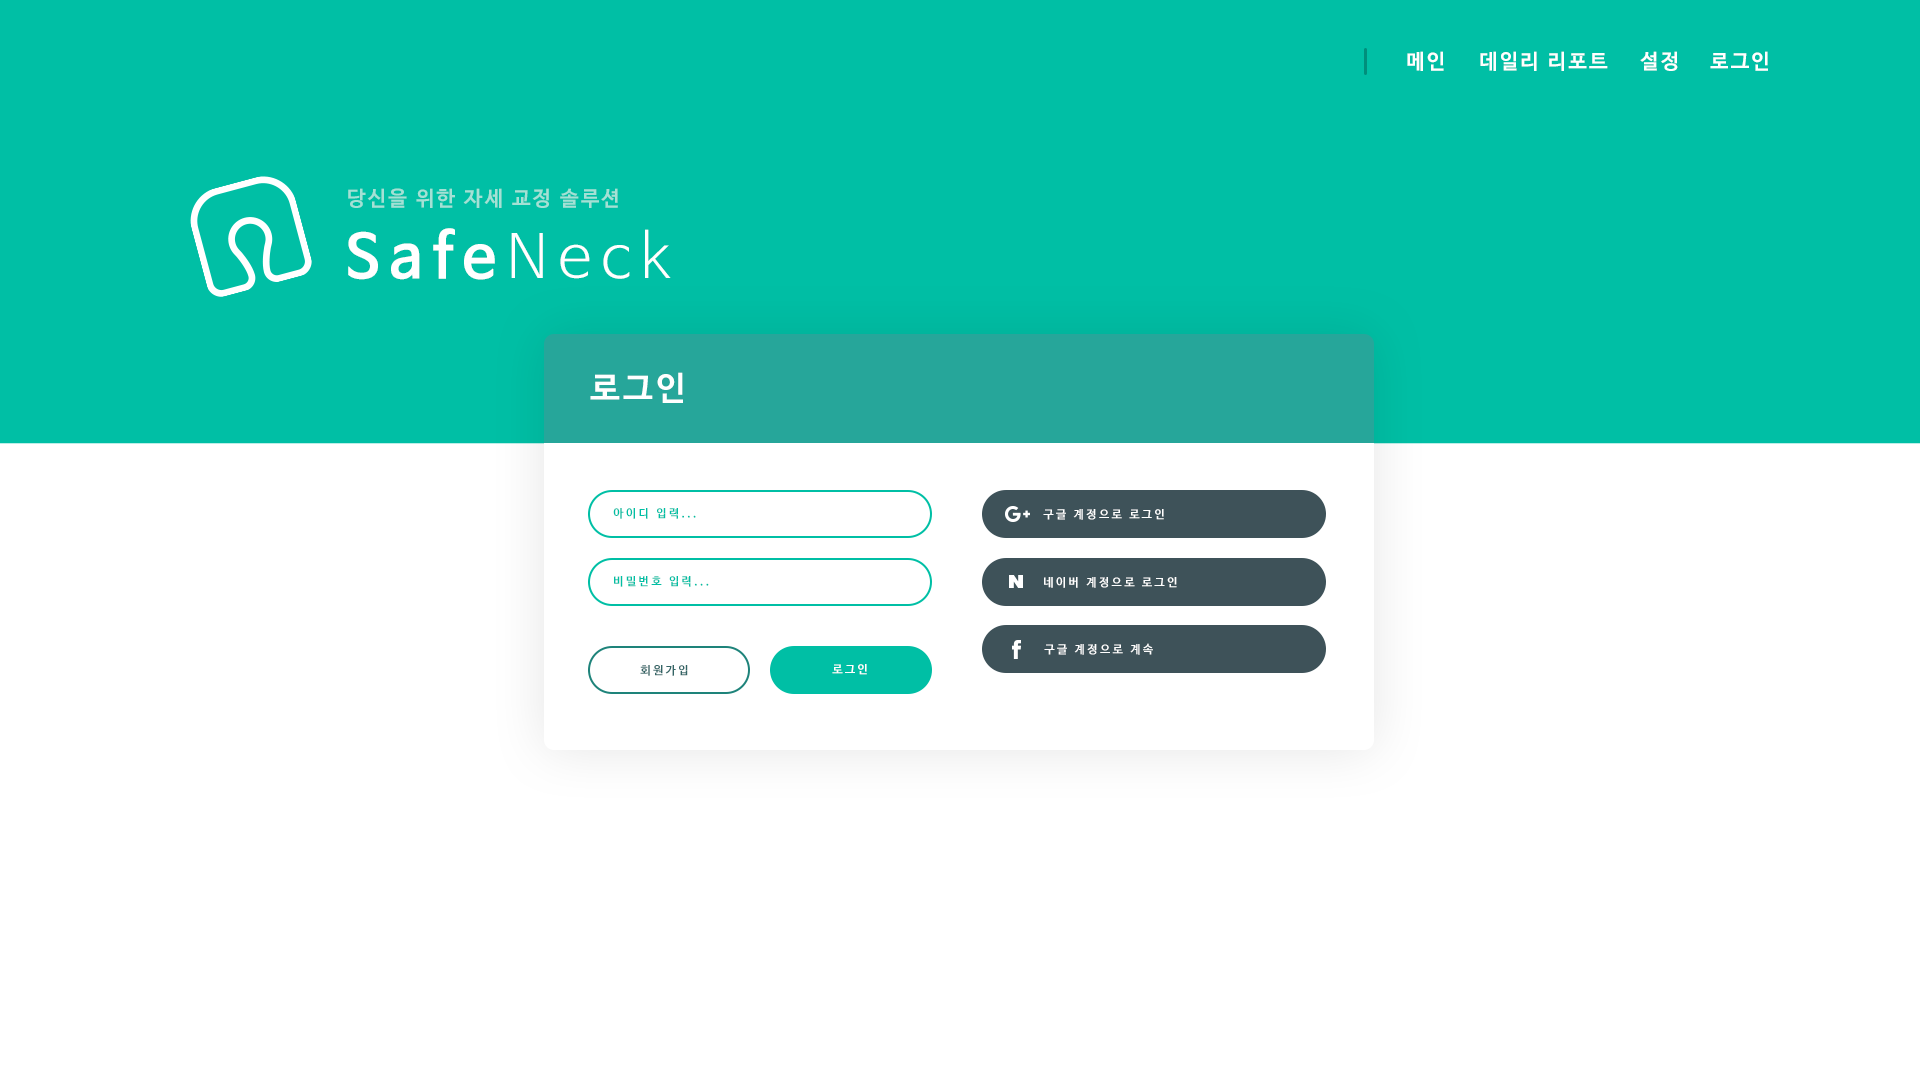 메인 데일리 리포트 설정 로그인
당신을 위한 자세 교정 솔루션
SafeNeck
로그인
아이디 입력...
비밀번호 입력...
회원가입 로그인
G+ 구글 계정으로 로그인
N 네이버 계정으로 로그인
f 구글 계정으로 계속